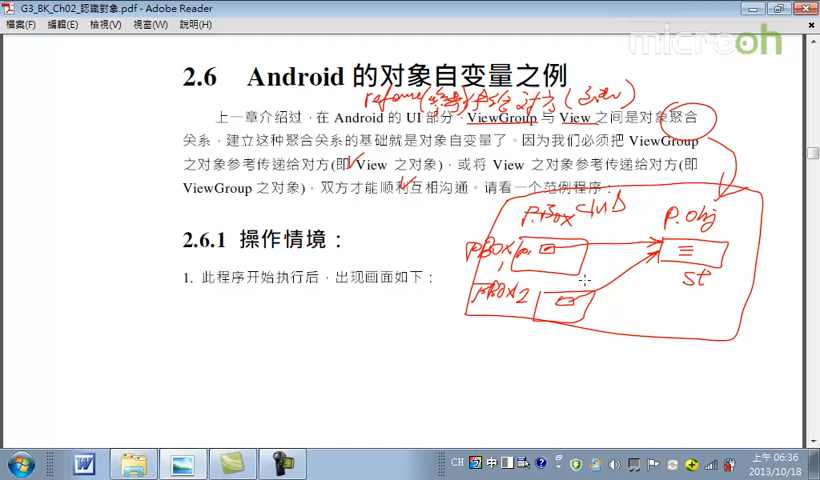 G3_BK_Ch02_認識對象.pdf - Adobe Reader
檔案(F) 編輯(E) 檢視(V) 視窗(W) 說明(H)
microoh
2.6 Android 的对象自变量之例
上一章介绍过，在 Android 的 UI 部分，ViewGroup 与 View 之间是对象聚合
关系，建立这种聚合关系的基础就是对象自变量了。因为我们必须把 ViewGroup
之对象参考传递给对方(即 View 之对象)，或将 View 之对象参考传递给对方(即
ViewGroup 之对象)，双方才能顺利互相沟通。请看一个范例程序：
club
P.Box P.obj
2.6.1 操作情境：
PBox1
st
pBox2
1. 此程序开始执行后，出现画面如下：
CH 中
上午 06:36
2013/10/18